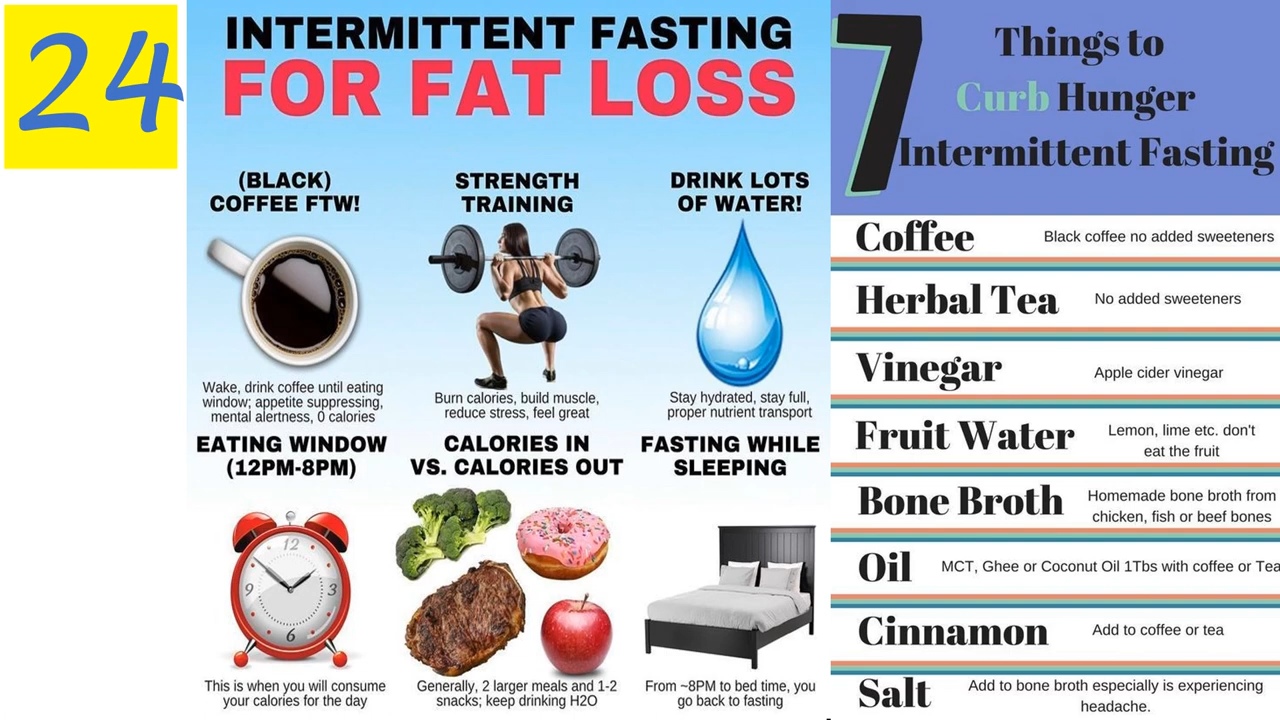 24
INTERMITTENT FASTING
FOR FAT LOSS
(BLACK)
COFFEE FTW!
Wake, drink coffee until eating
window; appetite suppressing,
mental alertness, 0 calories
STRENGTH
TRAINING
Burn calories, build muscle,
reduce stress, feel great
DRINK LOTS
OF WATER!
Stay hydrated, stay full,
proper nutrient transport
EATING WINDOW
(12PM-8PM)
12
3
6
9
This is when you will consume
your calories for the day
CALORIES IN
VS. CALORIES OUT
Generally, 2 larger meals and 1-2
snacks; keep drinking H2O
FASTING WHILE
SLEEPING
From ~8PM to bed time, you
go back to fasting
7
Things to
Curb Hunger
Intermittent Fasting
Coffee
Black coffee no added sweeteners
Herbal Tea
No added sweeteners
Vinegar
Apple cider vinegar
Fruit Water
Lemon, lime etc. don't
eat the fruit
Bone Broth
Homemade bone broth from
chicken, fish or beef bones
Oil
MCT, Ghee or Coconut Oil 1Tbs with coffee or Tea
Cinnamon
Add to coffee or tea
Salt
Add to bone broth especially is experiencing
headache.